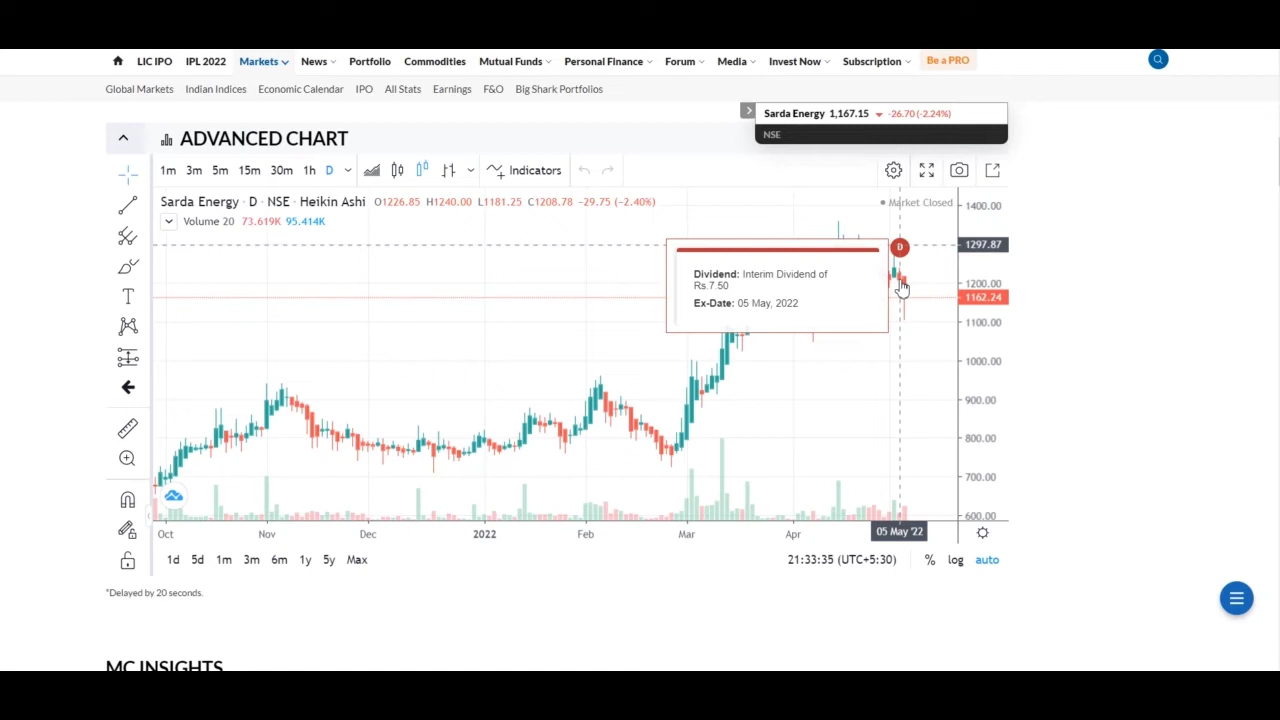 LIC IPO IPL 2022 Markets News Portfolio Commodities Mutual Funds Personal Finance Forum Media Invest Now Subscription Be a PRO
Global Markets Indian Indices Economic Calendar IPO All Stats Earnings F&O Big Shark Portfolios
Sarda Energy 1,167.15 -26.70 (-2.24%)
NSE
ADVANCED CHART
1m 3m 5m 15m 30m 1h D Indicators
Sarda Energy · D · NSE · Heikin Ashi O1226.85 H1240.00 L1181.25 C1208.78 -29.75 (-2.40%)
Market Closed
Volume 20 73.619K 95.414K
1400.00
1297.87
D
Dividend: Interim Dividend of
Rs.7.50
Ex-Date: 05 May, 2022
1200.00
1162.24
1100.00
1000.00
900.00
800.00
700.00
600.00
Oct Nov Dec 2022 Feb Mar Apr 05 May '22
1d 5d 1m 3m 6m 1y 5y Max 21:33:35 (UTC+5:30) % log auto
*Delayed by 20 seconds.
MC INSIGHTS